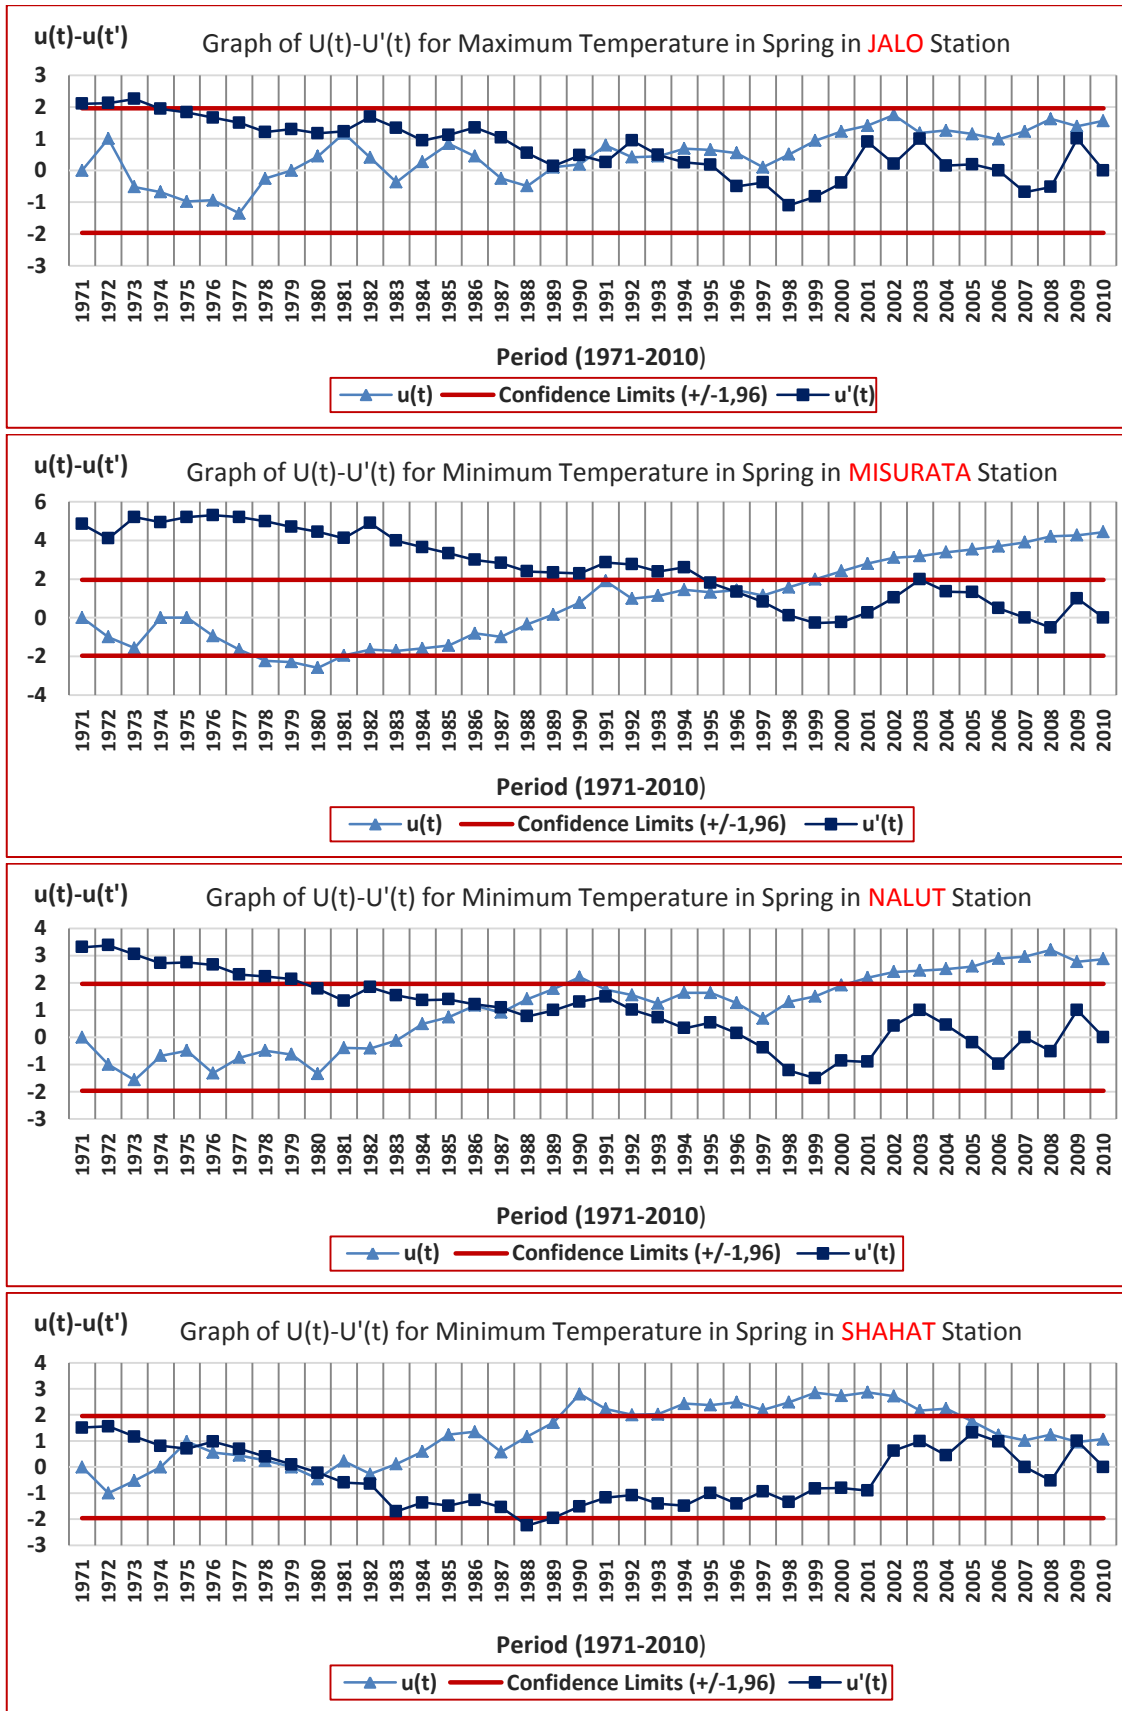 u(t)-u(t')
Graph of U(t)-U'(t) for Maximum Temperature in Spring in JALO Station
3
2
1
0
-1
-2
-3
1971 1972 1973 1974 1975 1976 1977 1978 1979 1980 1981 1982 1983 1984 1985 1986 1987 1988 1989 1990 1991 1992 1993 1994 1995 1996 1997 1998 1999 2000 2001 2002 2003 2004 2005 2006 2007 2008 2009 2010
Period (1971-2010)
u(t) Confidence Limits (+/-1,96) u'(t)
u(t)-u(t')
Graph of U(t)-U'(t) for Minimum Temperature in Spring in MISURATA Station
6
4
2
0
-2
-4
1971 1972 1973 1974 1975 1976 1977 1978 1979 1980 1981 1982 1983 1984 1985 1986 1987 1988 1989 1990 1991 1992 1993 1994 1995 1996 1997 1998 1999 2000 2001 2002 2003 2004 2005 2006 2007 2008 2009 2010
Period (1971-2010)
u(t) Confidence Limits (+/-1,96) u'(t)
u(t)-u(t')
Graph of U(t)-U'(t) for Minimum Temperature in Spring in NALUT Station
4
3
2
1
0
-1
-2
-3
1971 1972 1973 1974 1975 1976 1977 1978 1979 1980 1981 1982 1983 1984 1985 1986 1987 1988 1989 1990 1991 1992 1993 1994 1995 1996 1997 1998 1999 2000 2001 2002 2003 2004 2005 2006 2007 2008 2009 2010
Period (1971-2010)
u(t) Confidence Limits (+/-1,96) u'(t)
u(t)-u(t')
Graph of U(t)-U'(t) for Minimum Temperature in Spring in SHAHAT Station
4
3
2
1
0
-1
-2
-3
1971 1972 1973 1974 1975 1976 1977 1978 1979 1980 1981 1982 1983 1984 1985 1986 1987 1988 1989 1990 1991 1992 1993 1994 1995 1996 1997 1998 1999 2000 2001 2002 2003 2004 2005 2006 2007 2008 2009 2010
Period (1971-2010)
u(t) Confidence Limits (+/-1,96) u'(t)